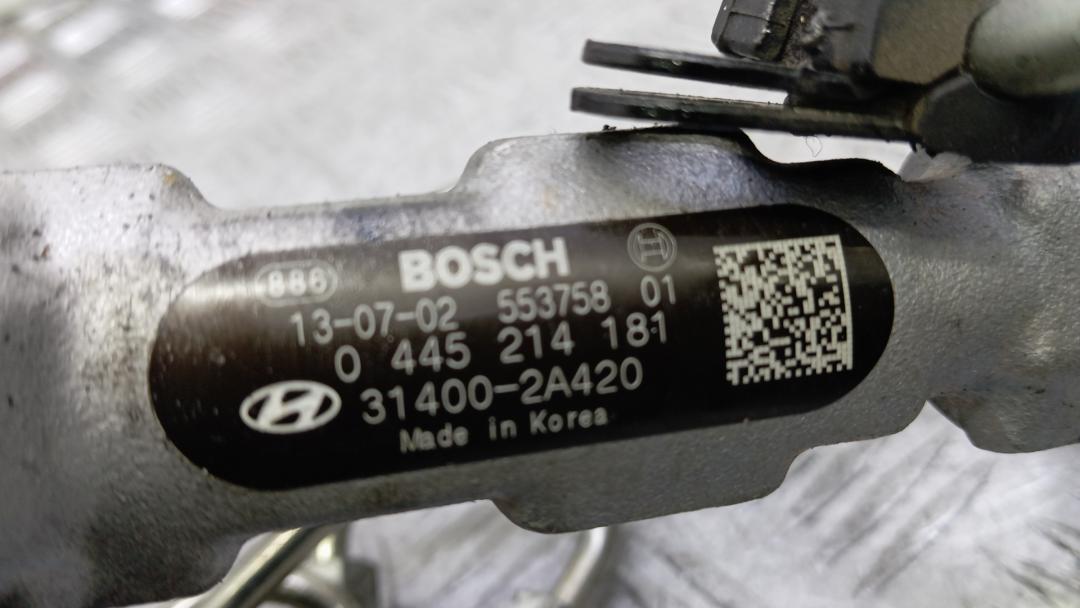 886 BOSCH
13-07-02 553758 01
0 445 214 181
31400-2A420
Made in Korea